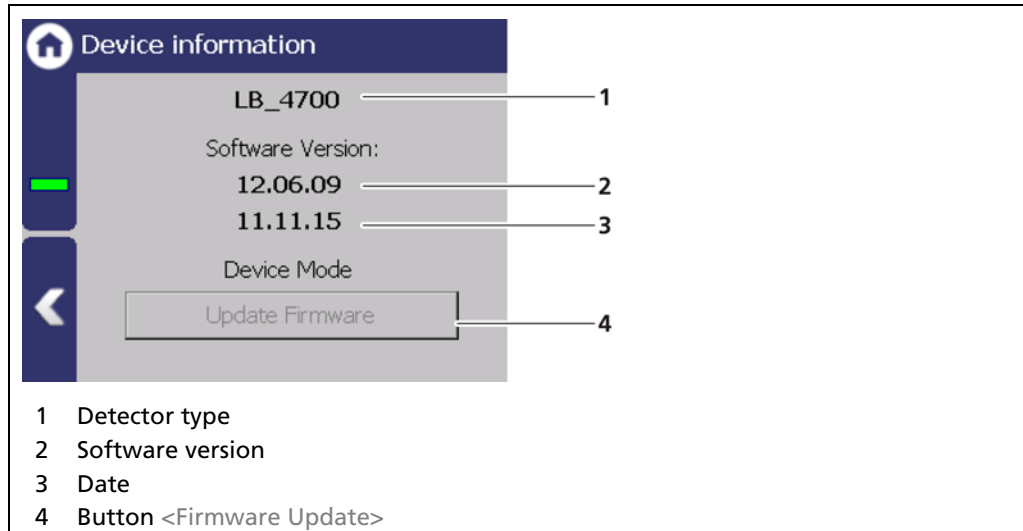 Device information
LB_4700 1
Software Version:
12.06.09 2
11.11.15 3
Device Mode
Update Firmware 4
1 Detector type
2 Software version
3 Date
4 Button <Firmware Update>